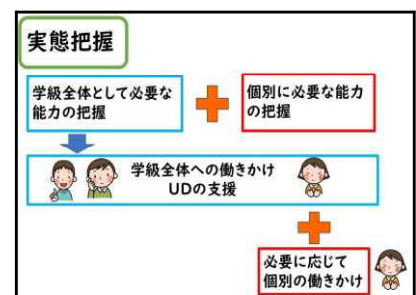 実態把握
学級全体として必要な
能力の把握
個別に必要な能力
の把握
学級全体への働きかけ
UDの支援
必要に応じて
個別の働きかけ